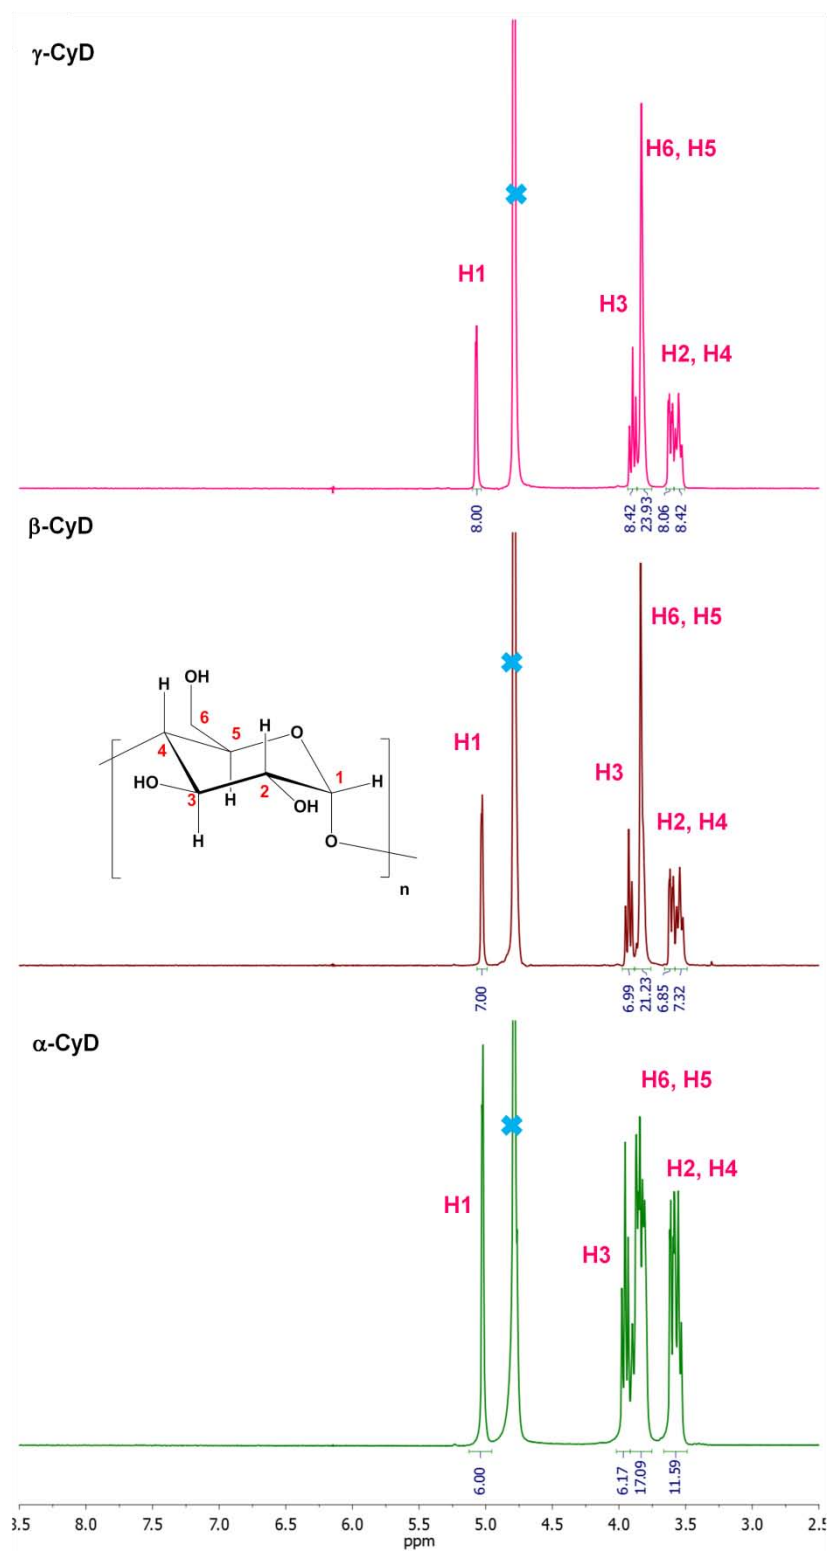 γ-CyD
H6, H5
H1
H3
H2, H4
8.00
8.42
23.93
8.06
8.42
β-CyD
H6, H5
OH
H
6
H
5
O
4
H1
1
H
HO
3
H
2
OH
H3
H2, H4
H
O
n
7.00
6.99
21.23
6.85
7.32
α-CyD
H6, H5
H2, H4
H1
H3
6.00
6.17
17.09
11.59
8.0 7.5 7.0 6.5 6.0 5.5 5.0 4.5 4.0 3.5 3.0
ppm